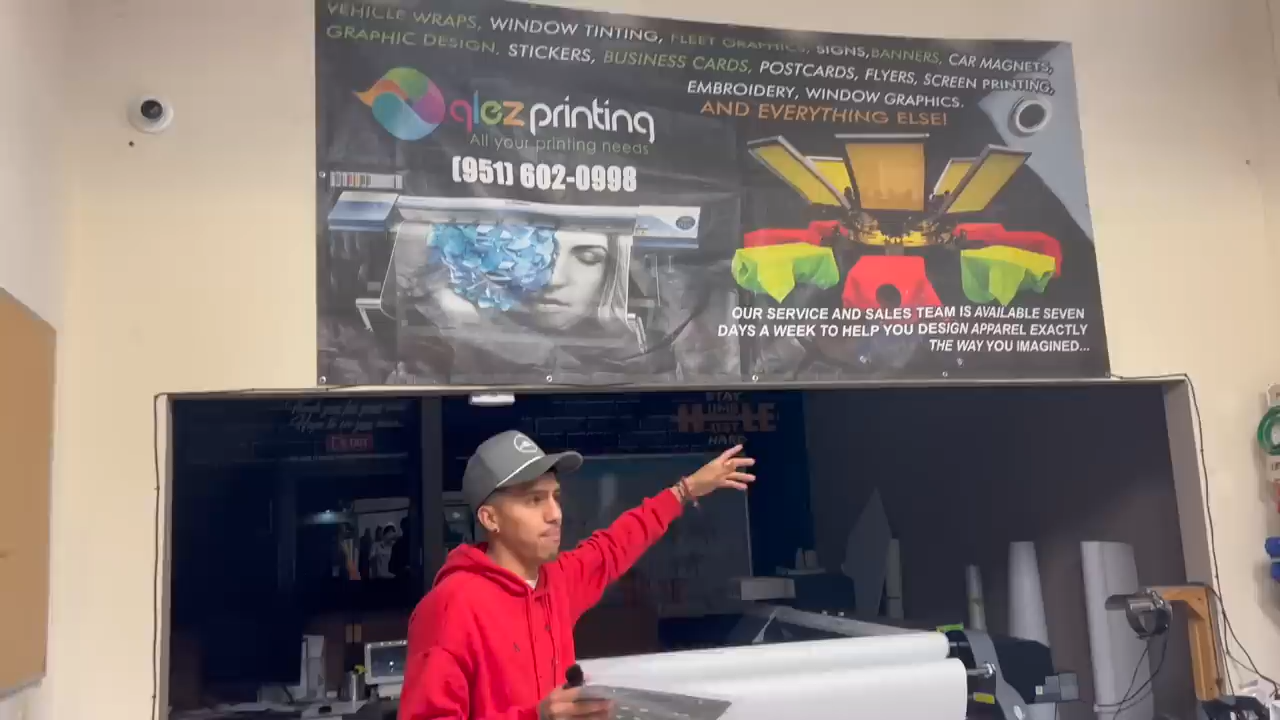 VEHICLE WRAPS, WINDOW TINTING, FLEET GRAPHICS, SIGNS, BANNERS, CAR MAGNETS,
GRAPHIC DESIGN. STICKERS, BUSINESS CARDS, POSTCARDS, FLYERS, SCREEN PRINTING,
EMBROIDERY, WINDOW GRAPHICS.
AND EVERYTHING ELSE!
qlez printing
All your printing needs
(951) 602-0998
OUR SERVICE AND SALES TEAM IS AVAILABLE SEVEN
DAYS A WEEK TO HELP YOU DESIGN APPAREL EXACTLY
THE WAY YOU IMAGINED...
STAY
HARD